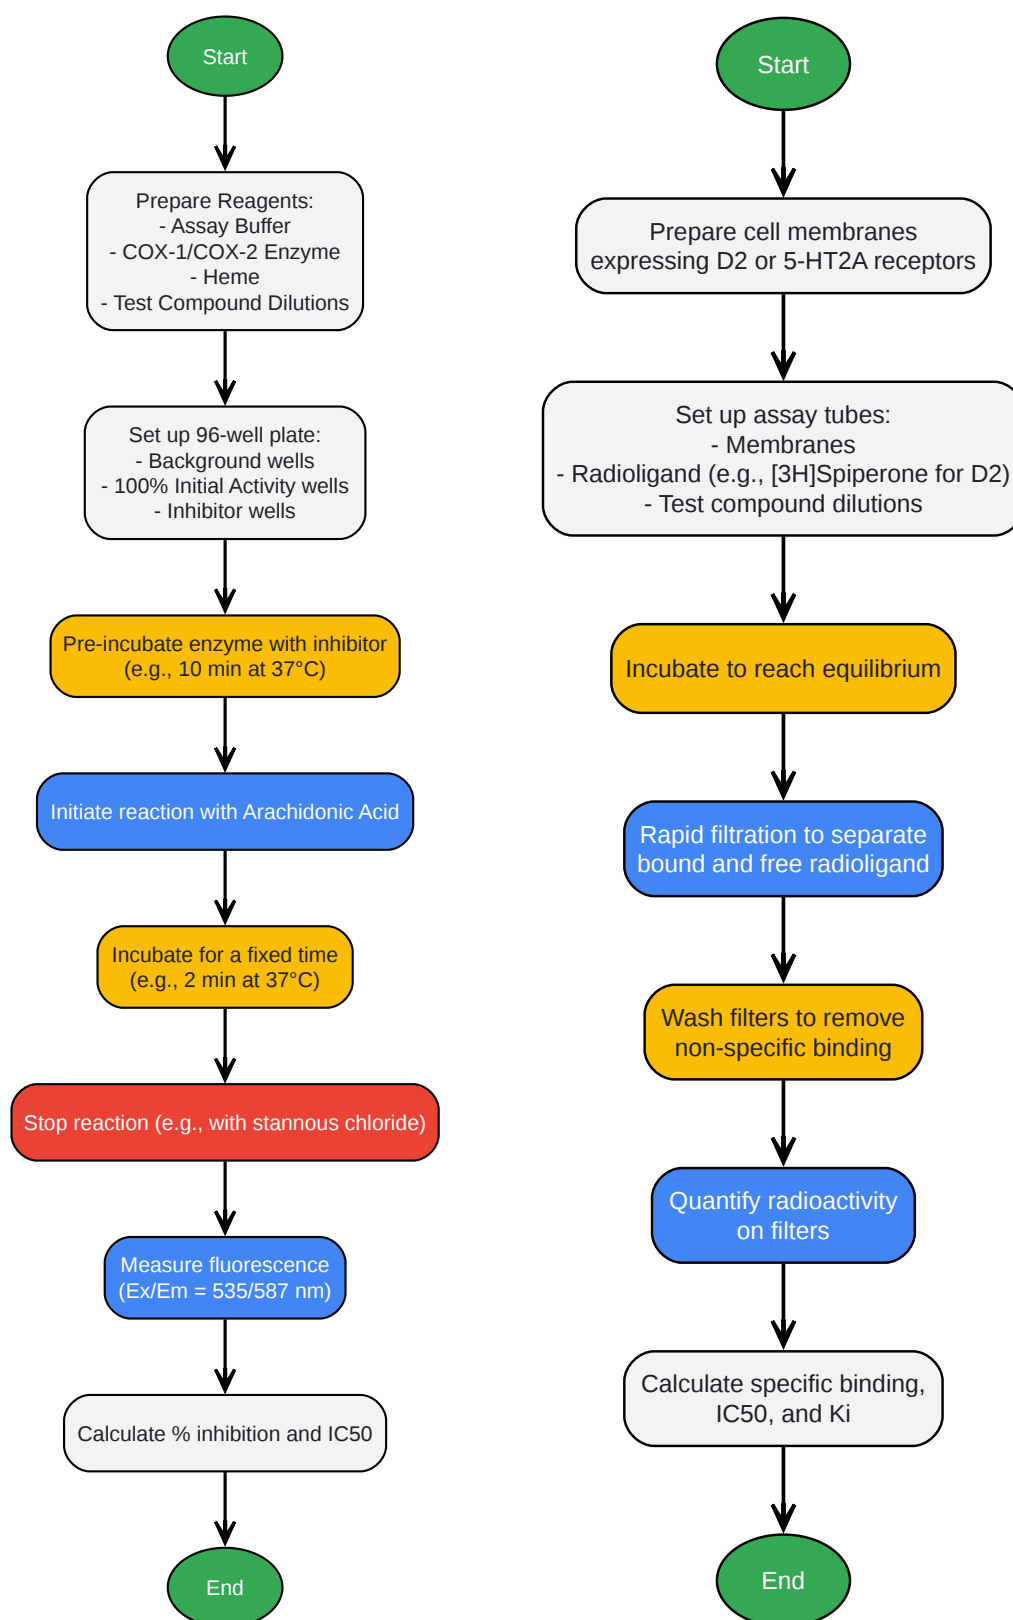 Start
Prepare Reagents:
- Assay Buffer
- COX-1/COX-2 Enzyme
- Heme
- Test Compound Dilutions
Set up 96-well plate:
- Background wells
- 100% Initial Activity wells
- Inhibitor wells
Pre-incubate enzyme with inhibitor
(e.g., 10 min at 37°C)
Initiate reaction with Arachidonic Acid
Incubate for a fixed time
(e.g., 2 min at 37°C)
Stop reaction (e.g., with stannous chloride)
Measure fluorescence
(Ex/Em = 535/587 nm)
Calculate % inhibition and IC50
End
Start
Prepare cell membranes
expressing D2 or 5-HT2A receptors
Set up assay tubes:
- Membranes
- Radioligand (e.g., [3H]Spiperone for D2)
- Test compound dilutions
Incubate to reach equilibrium
Rapid filtration to separate
bound and free radioligand
Wash filters to remove
non-specific binding
Quantify radioactivity
on filters
Calculate specific binding,
IC50, and Ki
End